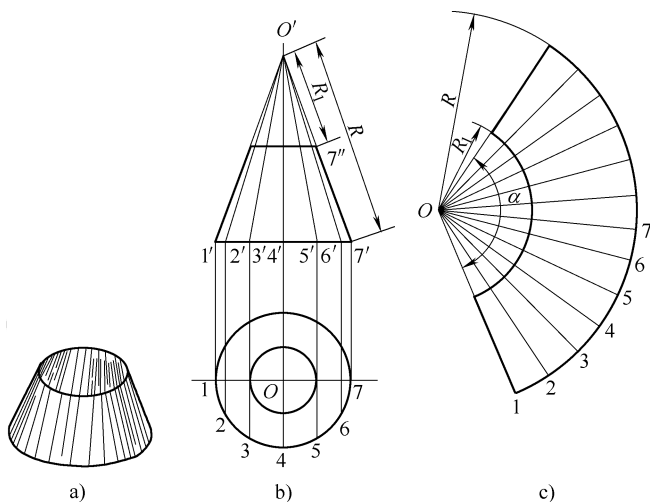 O′
R₁
R
7″
1′ 2′ 3′ 4′ 5′ 6′ 7′
1 O 7
2 6
3 4 5
R
R₁
O α
7
6
5
4
3
2
1
a) b) c)